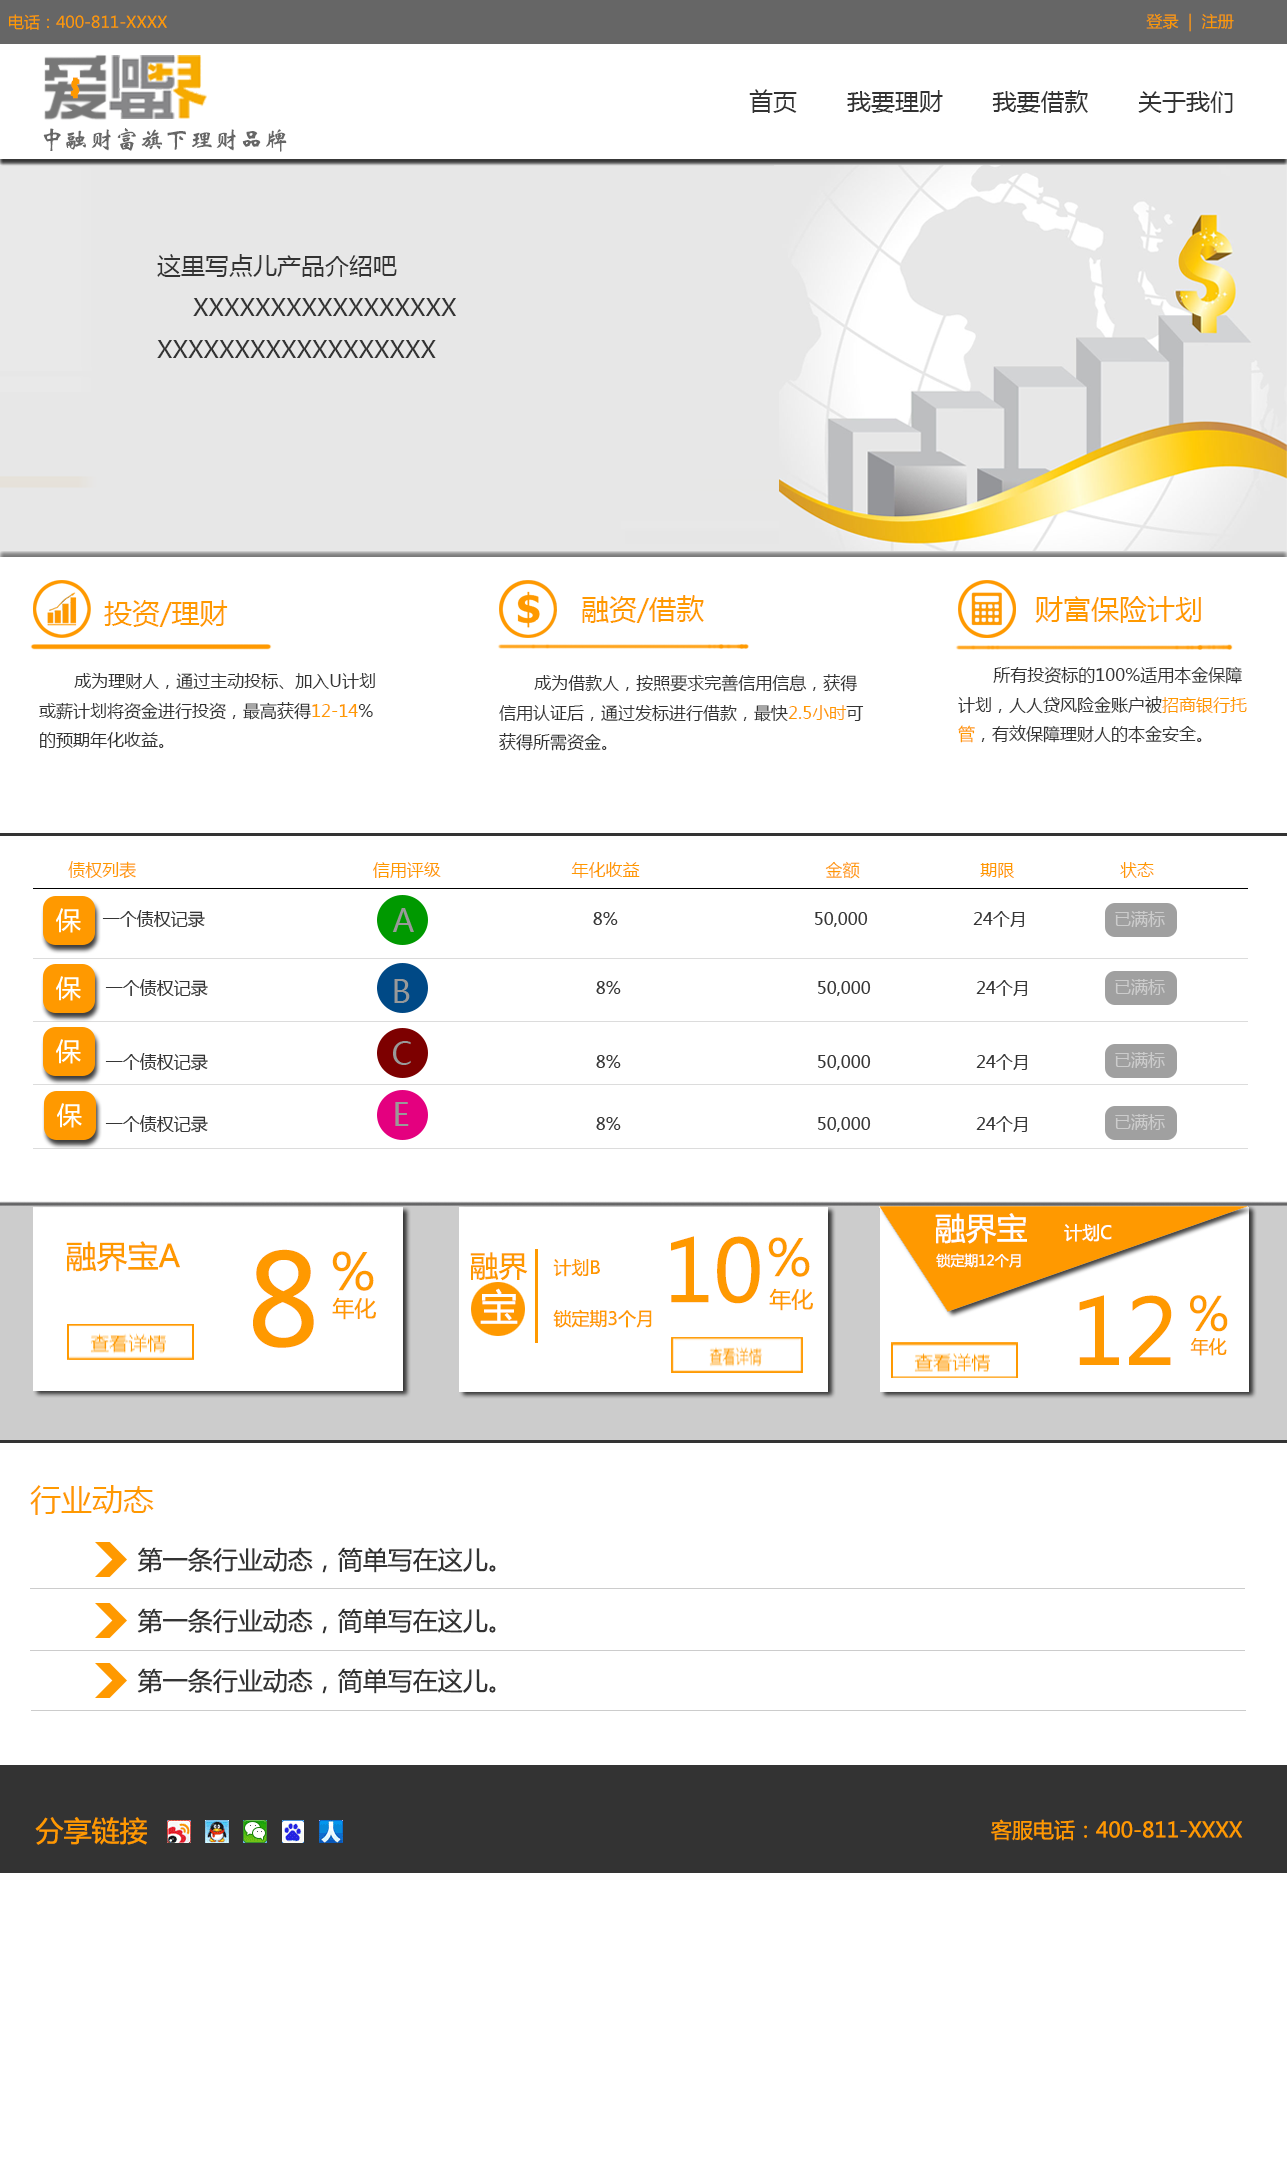 电话：400-811-XXXX
登录 | 注册
中融财富旗下理财品牌
首页 我要理财 我要借款 关于我们
这里写点儿产品介绍吧
XXXXXXXXXXXXXXXXX
XXXXXXXXXXXXXXXXXX
投资/理财
成为理财人，通过主动投标、加入U计划
或薪计划将资金进行投资，最高获得12-14%
的预期年化收益。
融资/借款
成为借款人，按照要求完善信用信息，获得
信用认证后，通过发标进行借款，最快2.5小时可
获得所需资金。
财富保险计划
所有投资标的100%适用本金保障
计划，人人贷风险金账户被招商银行托
管，有效保障理财人的本金安全。
债权列表 信用评级 年化收益 金额 期限 状态
保 一个债权记录 A 8% 50,000 24个月 已满标
保 一个债权记录 B 8% 50,000 24个月 已满标
保 一个债权记录 C 8% 50,000 24个月 已满标
保 一个债权记录 E 8% 50,000 24个月 已满标
融界宝A
8%
年化
查看详情
融界
宝
计划B
锁定期3个月
10%
年化
查看详情
融界宝 计划C
锁定期12个月
12%
年化
查看详情
行业动态
第一条行业动态，简单写在这儿。
第一条行业动态，简单写在这儿。
第一条行业动态，简单写在这儿。
分享链接
客服电话：400-811-XXXX